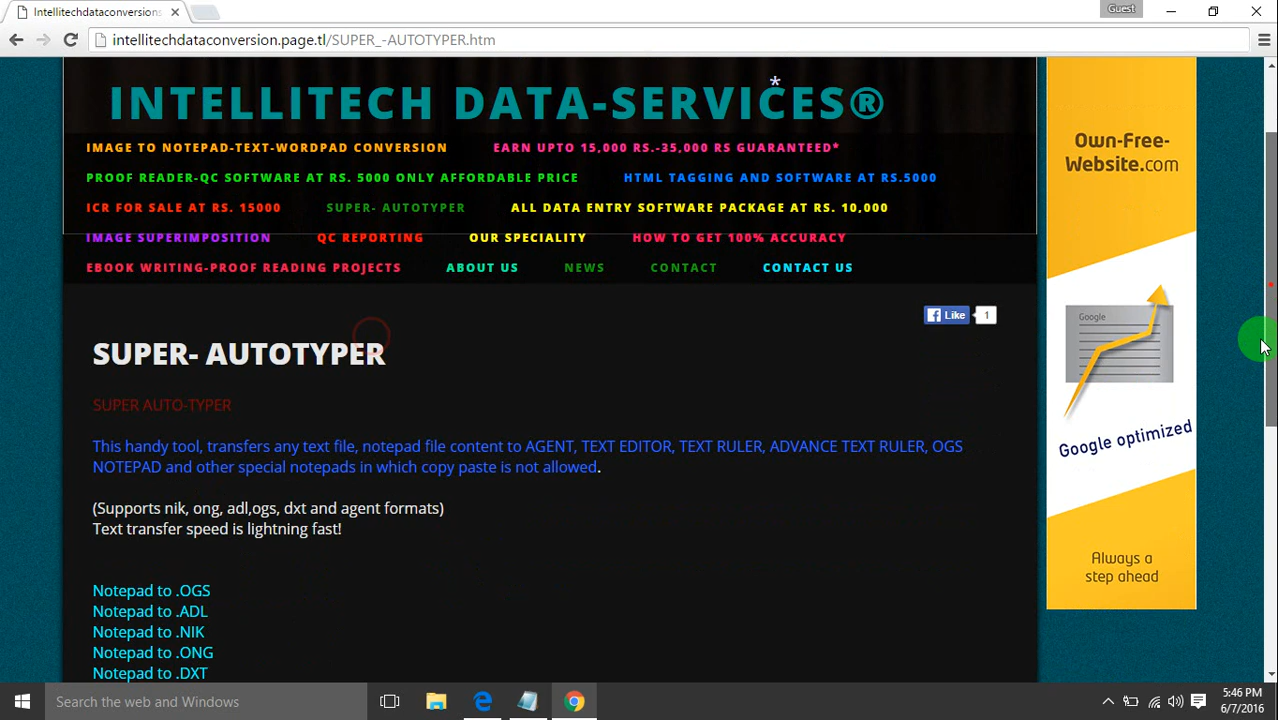 Intellitechdataconversions
Guest
intellitechdataconversion.page.tl/SUPER_-AUTOTYPER.htm
INTELLITECH DATA-SERVICES®
*
IMAGE TO NOTEPAD-TEXT-WORDPAD CONVERSION EARN UPTO 15,000 RS.-35,000 RS GUARANTEED*
PROOF READER-QC SOFTWARE AT RS. 5000 ONLY AFFORDABLE PRICE HTML TAGGING AND SOFTWARE AT RS.5000
ICR FOR SALE AT RS. 15000 SUPER- AUTOTYPER ALL DATA ENTRY SOFTWARE PACKAGE AT RS. 10,000
IMAGE SUPERIMPOSITION QC REPORTING OUR SPECIALITY HOW TO GET 100% ACCURACY
EBOOK WRITING-PROOF READING PROJECTS ABOUT US NEWS CONTACT CONTACT US
Like 1
SUPER- AUTOTYPER
SUPER AUTO-TYPER
This handy tool, transfers any text file, notepad file content to AGENT, TEXT EDITOR, TEXT RULER, ADVANCE TEXT RULER, OGS
NOTEPAD and other special notepads in which copy paste is not allowed.
(Supports nik, ong, adl,ogs, dxt and agent formats)
Text transfer speed is lightning fast!
Notepad to .OGS
Notepad to .ADL
Notepad to .NIK
Notepad to .ONG
Notepad to .DXT
Own-Free-
Website.com
Google
Google optimized
Always a
step ahead
Search the web and Windows
5:46 PM
6/7/2016